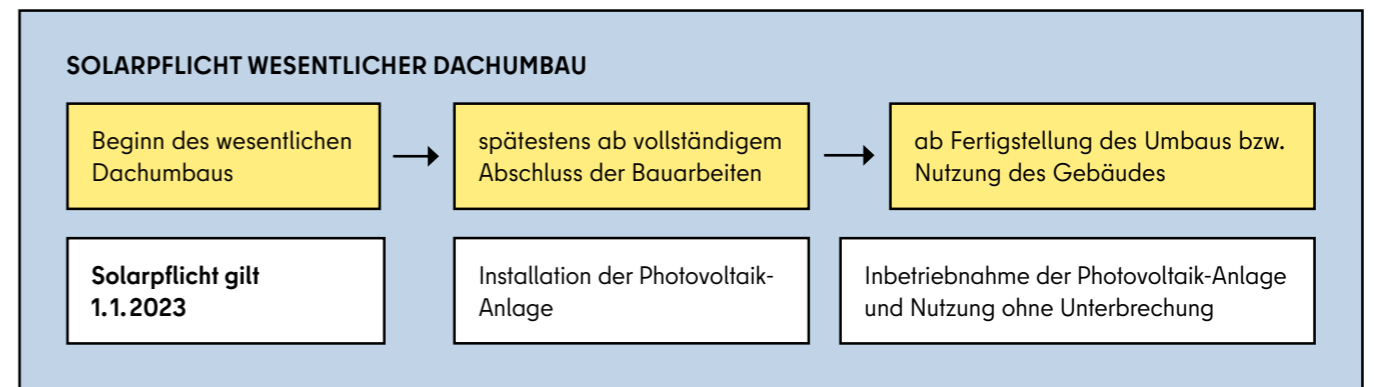 SOLARPFLICHT WESENTLICHER DACHUMBAU
Beginn des wesentlichen
Dachumbaus
spätestens ab vollständigem
Abschluss der Bauarbeiten
ab Fertigstellung des Umbaus bzw.
Nutzung des Gebäudes
Solarpflicht gilt
1.1.2023
Installation der Photovoltaik-
Anlage
Inbetriebnahme der Photovoltaik-Anlage
und Nutzung ohne Unterbrechung